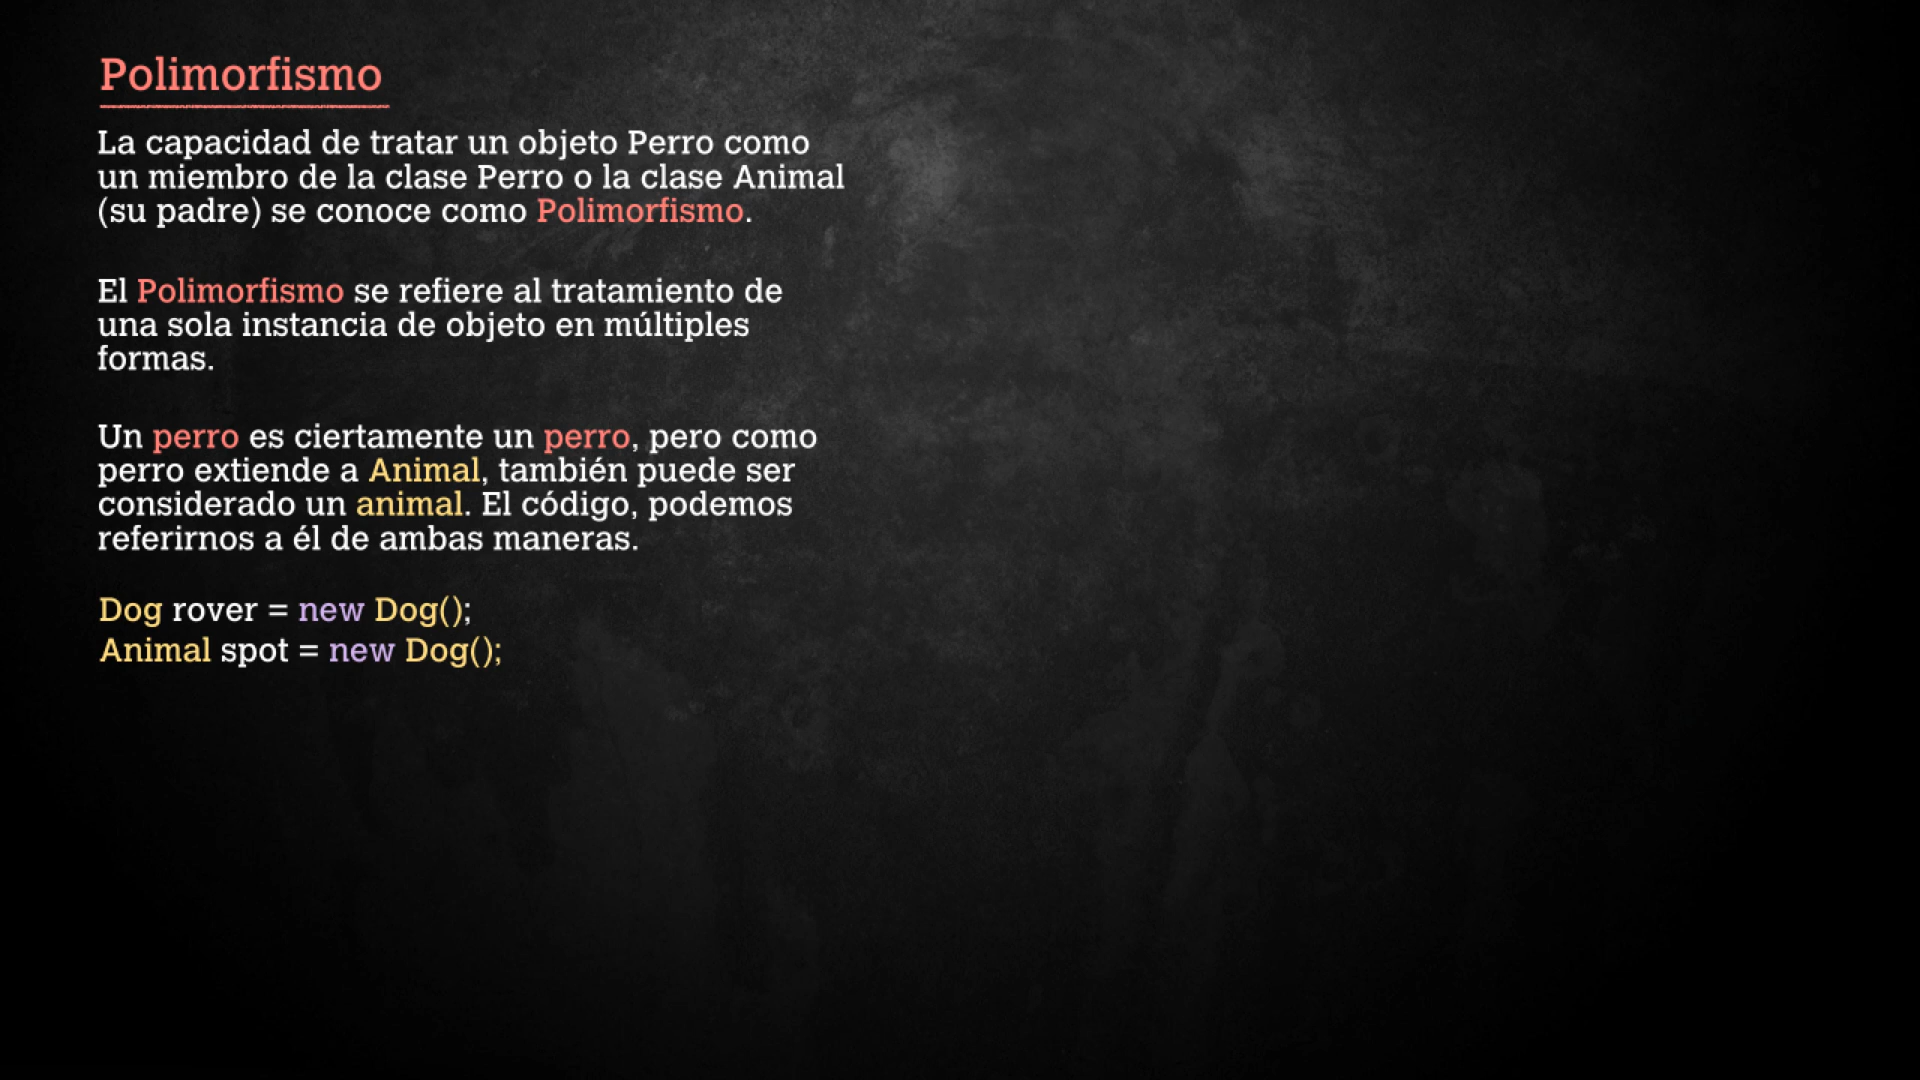 Polimorfismo
La capacidad de tratar un objeto Perro como
un miembro de la clase Perro o la clase Animal
(su padre) se conoce como Polimorfismo.
El Polimorfismo se refiere al tratamiento de
una sola instancia de objeto en múltiples
formas.
Un perro es ciertamente un perro, pero como
perro extiende a Animal, también puede ser
considerado un animal. El código, podemos
referirnos a él de ambas maneras.
Dog rover = new Dog();
Animal spot = new Dog();